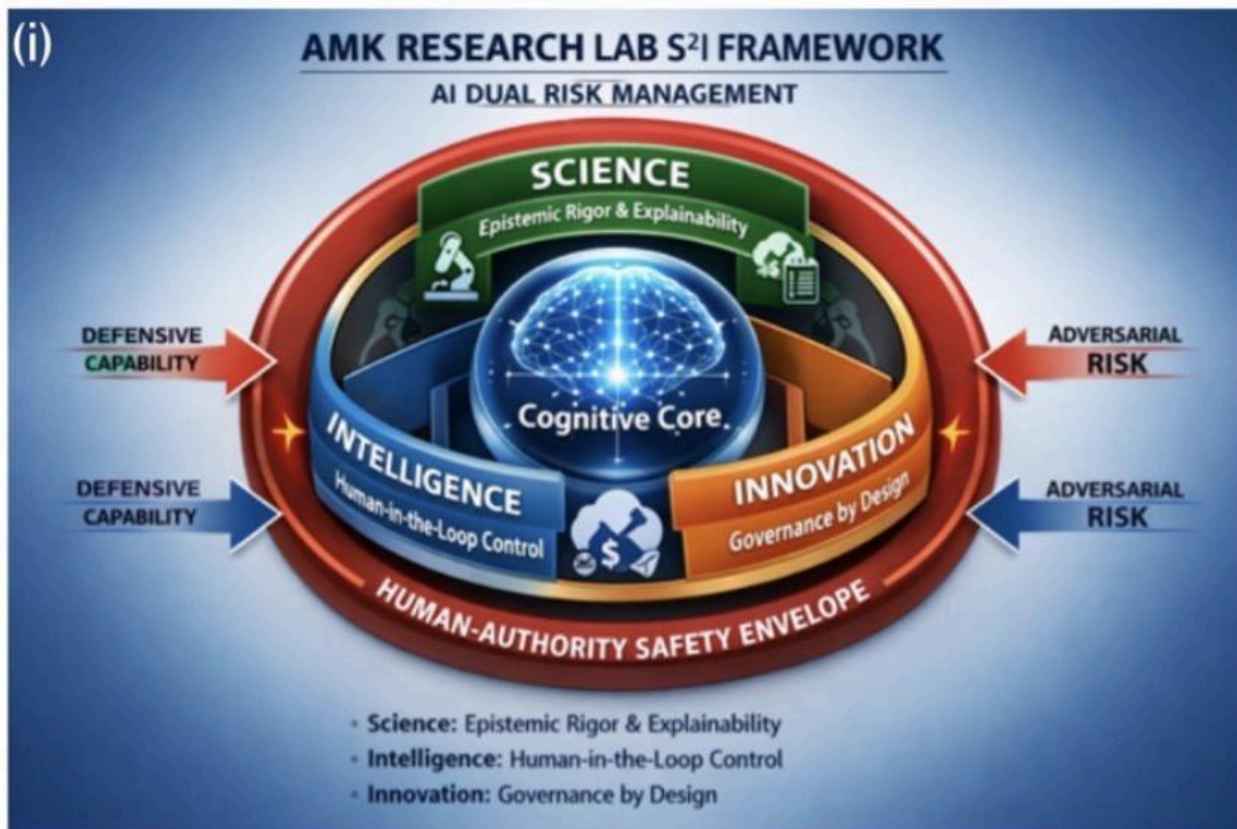 (i)
AMK RESEARCH LAB S²I FRAMEWORK
AI DUAL RISK MANAGEMENT
SCIENCE
Epistemic Rigor & Explainability
DEFENSIVE
CAPABILITY
ADVERSARIAL
RISK
Cognitive Core
INTELLIGENCE
Human-in-the-Loop Control
INNOVATION
Governance by Design
$
$
DEFENSIVE
CAPABILITY
ADVERSARIAL
RISK
HUMAN-AUTHORITY SAFETY ENVELOPE
• Science: Epistemic Rigor & Explainability
• Intelligence: Human-in-the-Loop Control
• Innovation: Governance by Design